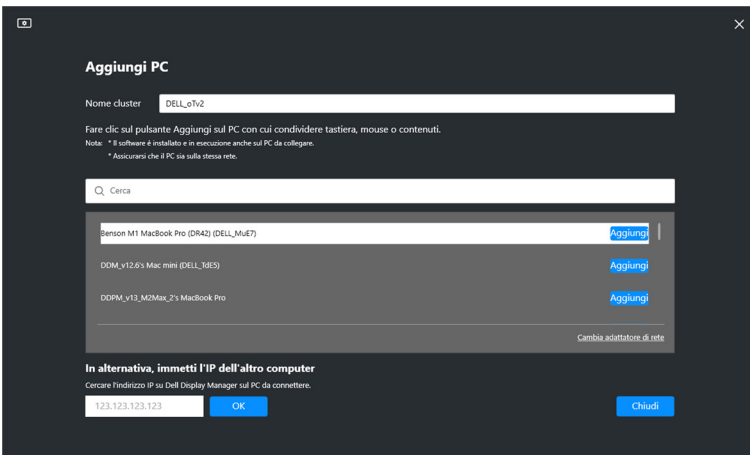 Aggiungi PC
Nome cluster DELL_oTv2
Fare clic sul pulsante Aggiungi sul PC con cui condividere tastiera, mouse o contenuti.
Nota: * Il software è installato e in esecuzione anche sul PC da collegare.
* Assicurarsi che il PC sia sulla stessa rete.
Cerca
Benson M1 MacBook Pro (DR42) (DELL_MuE7) Aggiungi
DDM_v12.6's Mac mini (DELL_TdE5) Aggiungi
DDPM_v13_M2Max_2's MacBook Pro Aggiungi
Cambia adattatore di rete
In alternativa, immetti l'IP dell'altro computer
Cercare l'indirizzo IP su Dell Display Manager sul PC da connettere.
123.123.123.123 OK Chiudi